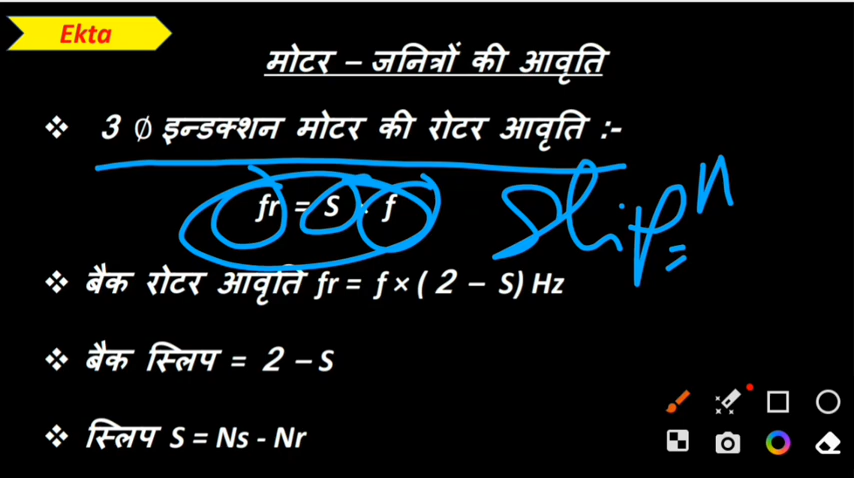 Ekta
मोटर – जनित्रों की आवृति
❖ 3 ∅ इन्डक्शन मोटर की रोटर आवृति :-
fr = S . f
slip
❖ बैक रोटर आवृति fr = f × ( 2 – S) Hz
❖ बैक स्लिप = 2 – S
❖ स्लिप S = Ns - Nr